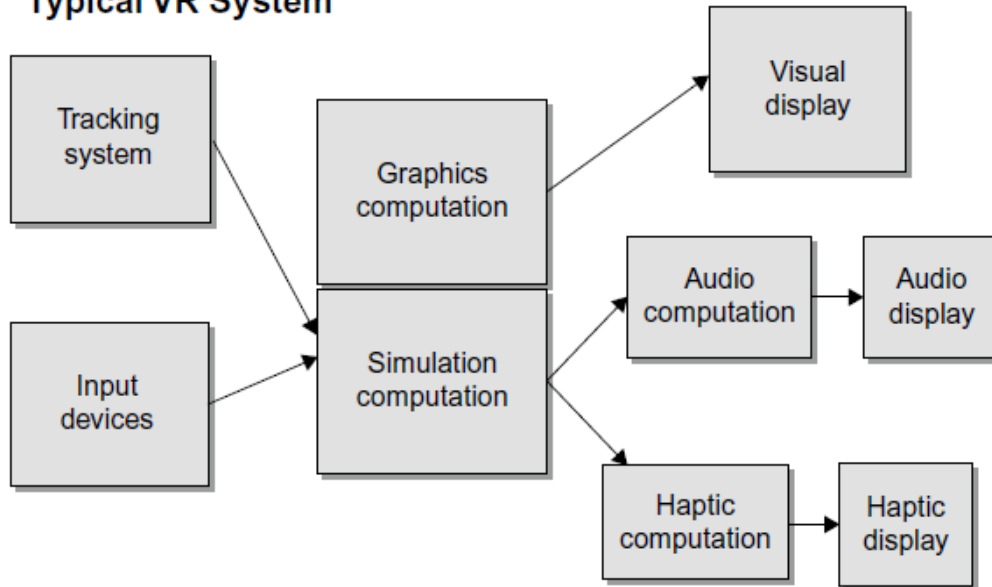 Typical VR System
Tracking
system
Graphics
computation
Visual
display
Input
devices
Simulation
computation
Audio
computation
Audio
display
Haptic
computation
Haptic
display